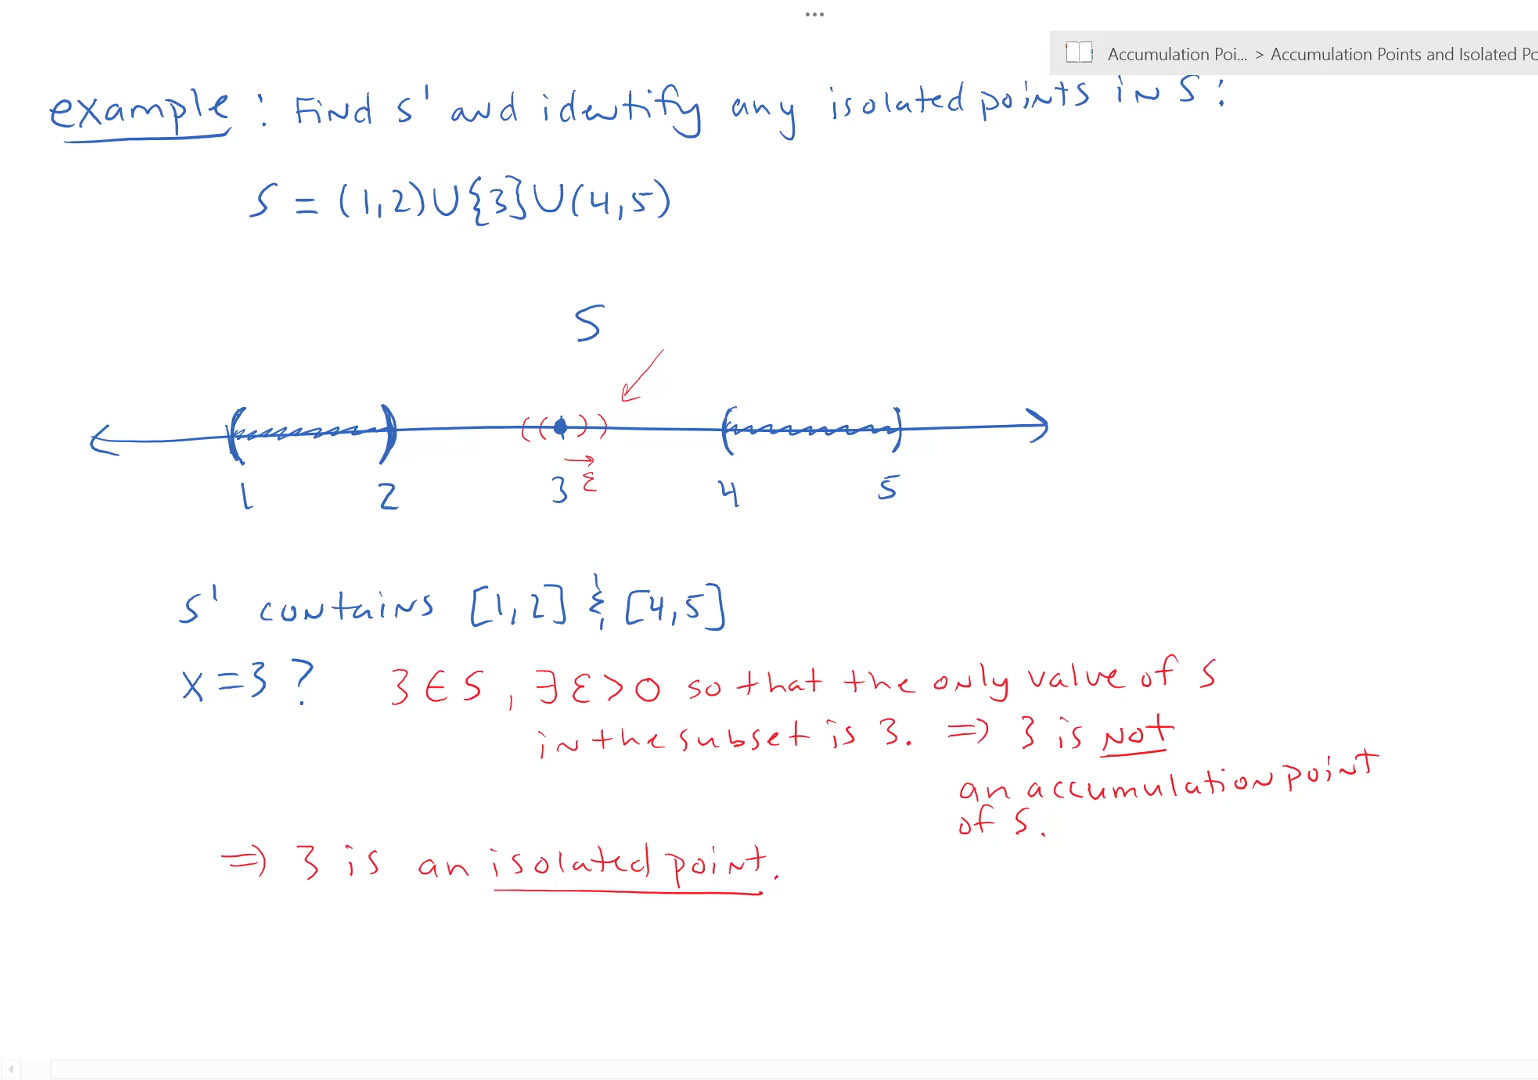 ...
Accumulation Poi... > Accumulation Points and Isolated Po
example: Find S' and identify any isolated points in S:
S = (1,2)∪{3}∪(4,5)
S
(( ))
ε
1 2 3 4 5
S' contains [1,2] & [4,5]
x=3? 3∈S, ∃ε>0 so that the only value of S
in the subset is 3. ⇒ 3 is not
an accumulation point
of S.
⇒ 3 is an isolated point.